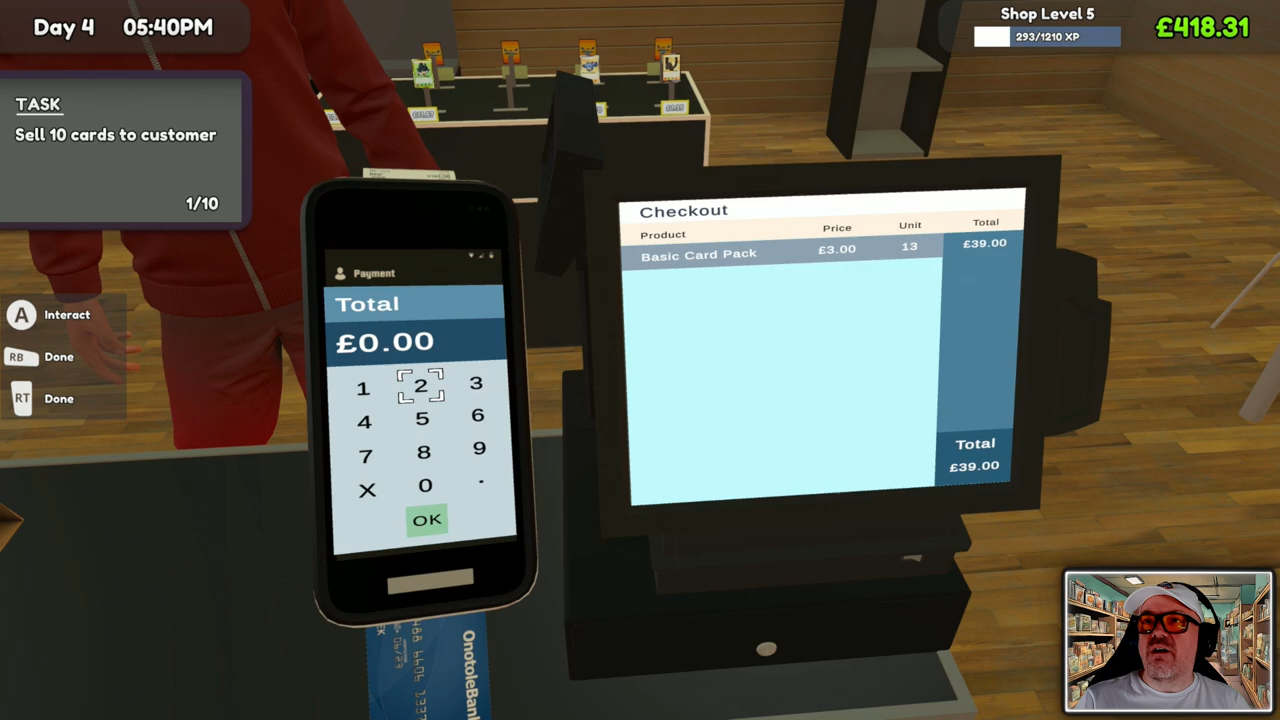 Day 4 05:40PM
Shop Level 5
293/1210 XP
£418.31
TASK
Sell 10 cards to customer
1/10
A Interact
RB Done
RT Done
Payment
Total
£0.00
1 2 3
4 5 6
7 8 9
X 0 .
OK
Checkout
Product Price Unit Total
Basic Card Pack £3.00 13 £39.00
Total
£39.00
OnotoleBank